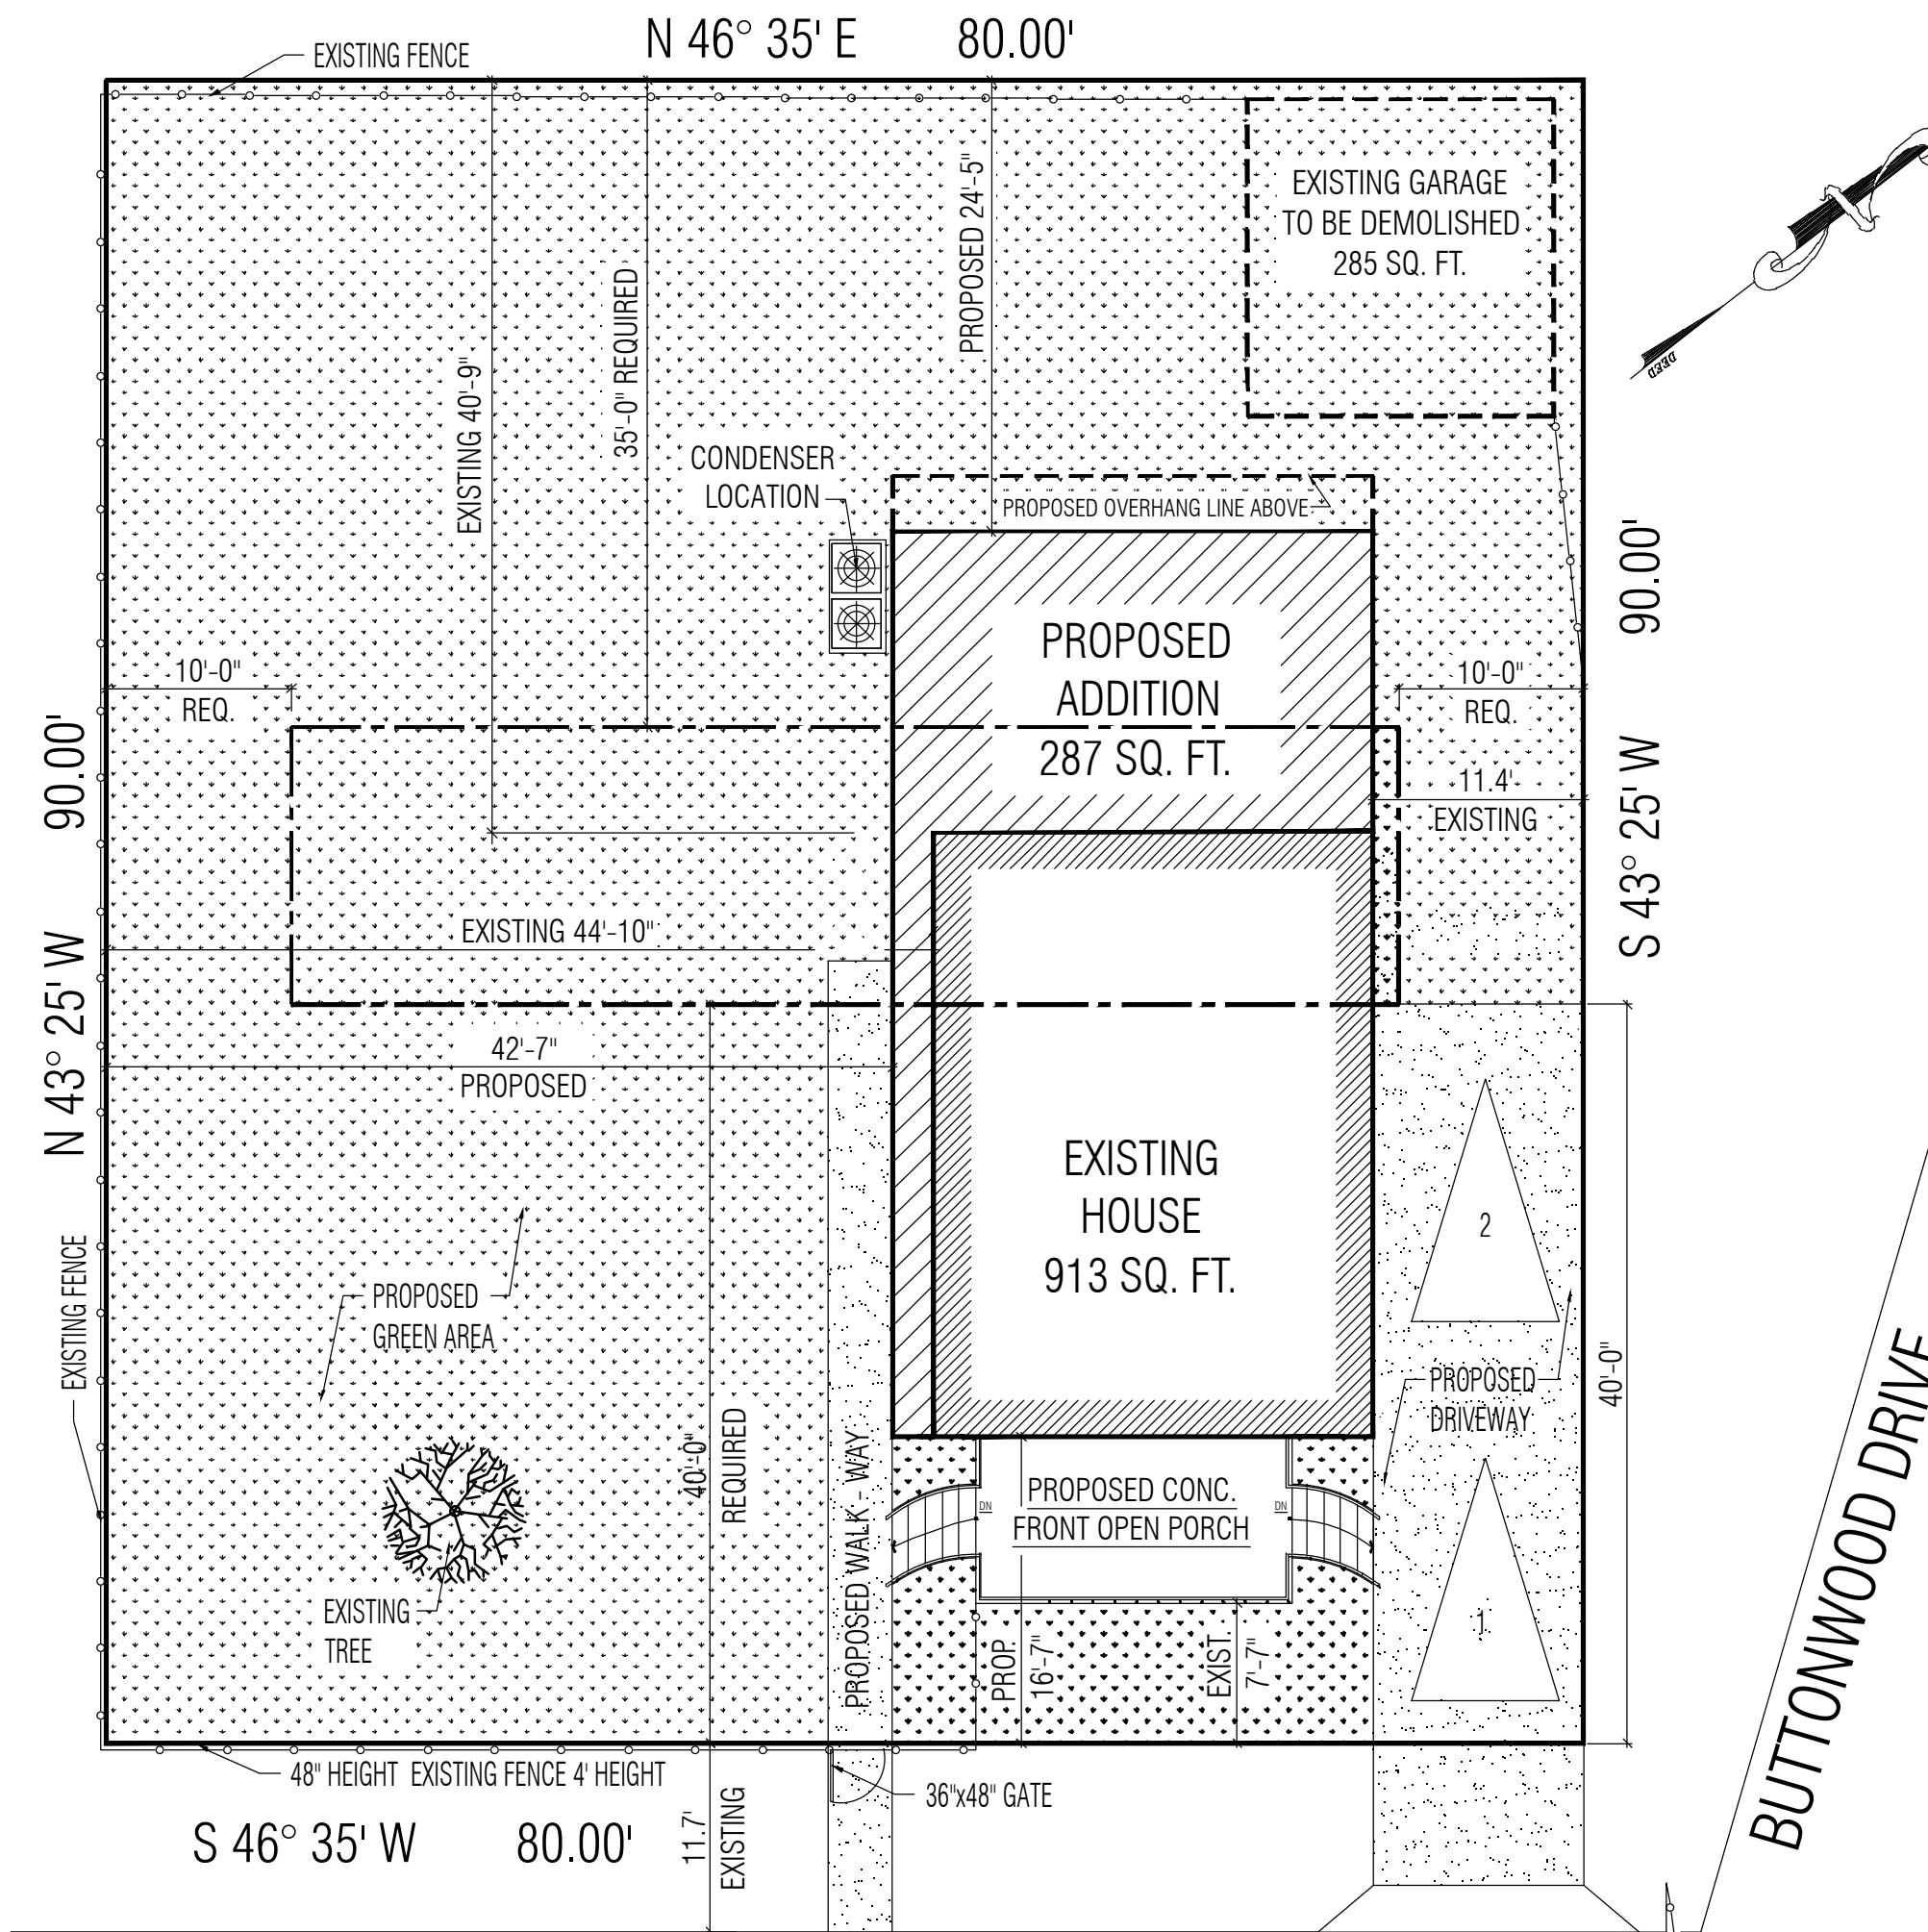 N 46° 35' E 80.00'
EXISTING FENCE
EXISTING GARAGE
TO BE DEMOLISHED
285 SQ. FT.
DEED
PROPOSED 24'-5"
35'-0" REQUIRED
EXISTING 40'-9"
CONDENSER
LOCATION
PROPOSED OVERHANG LINE ABOVE
PROPOSED
ADDITION
287 SQ. FT.
10'-0"
REQ.
10'-0"
REQ.
11.4'
EXISTING
N 43° 25' W 90.00'
S 43° 25' W 90.00'
EXISTING 44'-10"
42'-7"
PROPOSED
EXISTING
HOUSE
913 SQ. FT.
2
PROPOSED
GREEN AREA
EXISTING FENCE
PROPOSED
DRIVEWAY
40'-0"
40'-0"
REQUIRED
PROPOSED WALK - WAY
PROPOSED CONC.
FRONT OPEN PORCH
DN
DN
1
EXISTING
TREE
PROP.
16'-7"
EXIST.
7'-7"
BUTTONWOOD DRIVE
48" HEIGHT EXISTING FENCE 4' HEIGHT
36"x48" GATE
S 46° 35' W 80.00'
11.7'
EXISTING